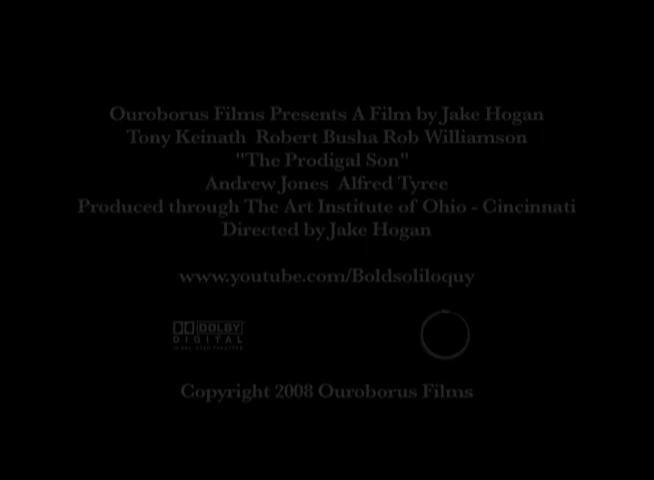 Ouroborus Films Presents A Film by Jake Hogan
Tony Keinath Robert Busha Rob Williamson
"The Prodigal Son"
Andrew Jones Alfred Tyree
Produced through The Art Institute of Ohio - Cincinnati
Directed by Jake Hogan
www.youtube.com/Boldsoliloquy
DOLBY
DIGITAL
Copyright 2008 Ouroborus Films